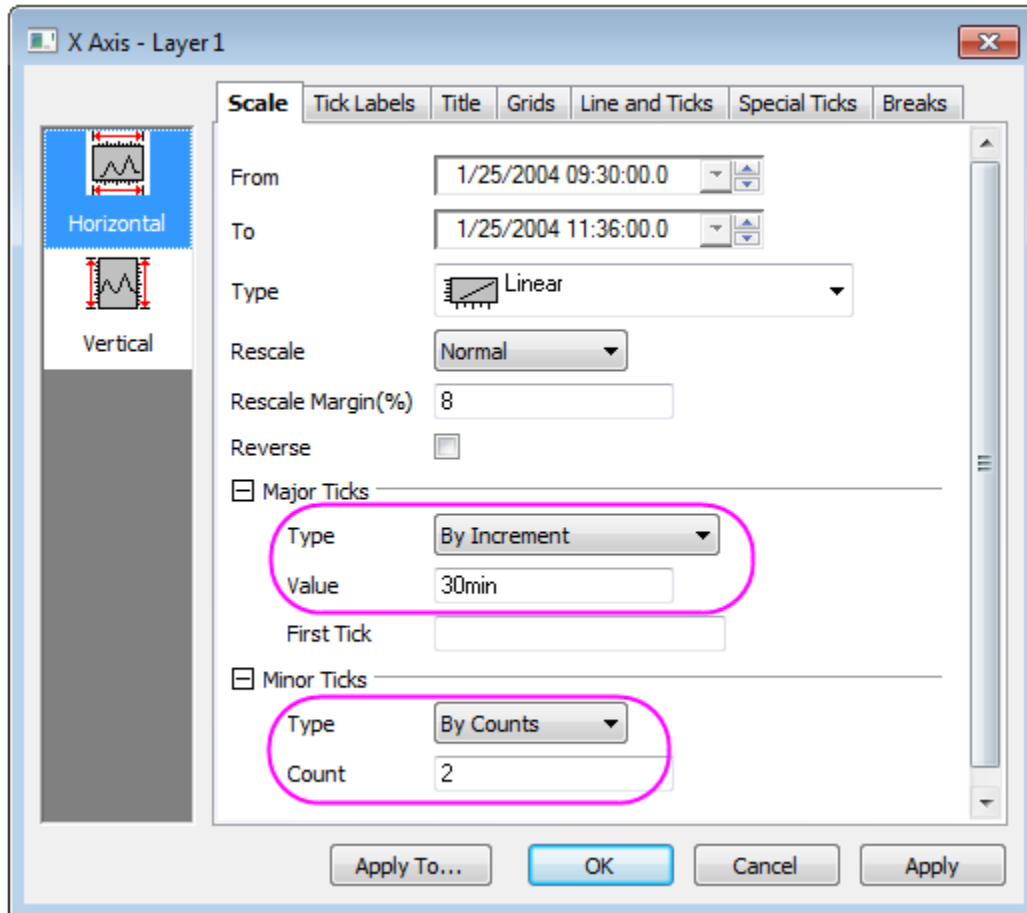 X Axis - Layer1
Scale Tick Labels Title Grids Line and Ticks Special Ticks Breaks
Horizontal
Vertical
From 1/25/2004 09:30:00.0
To 1/25/2004 11:36:00.0
Type Linear
Rescale Normal
Rescale Margin(%) 8
Reverse
Major Ticks
Type By Increment
Value 30min
First Tick
Minor Ticks
Type By Counts
Count 2
Apply To... OK Cancel Apply